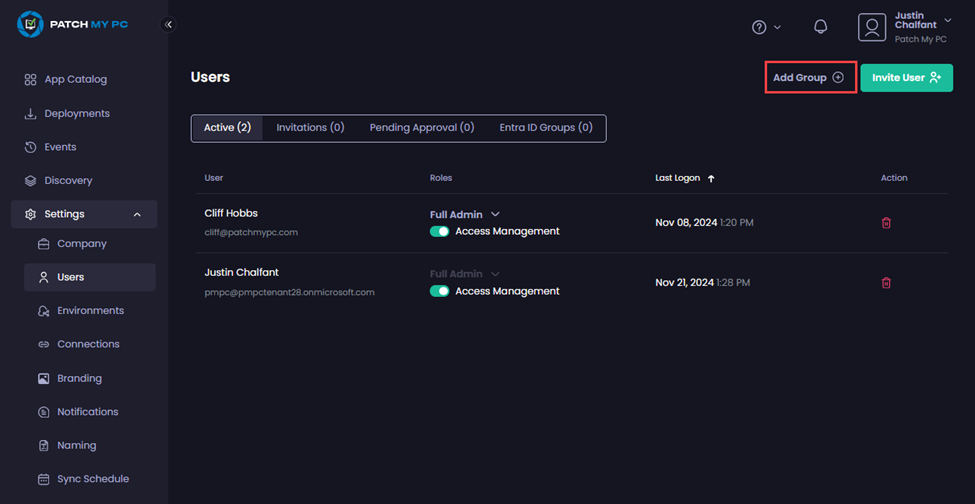 PATCH MY PC
Justin
Chalfant
Patch My PC
App Catalog
Deployments
Events
Discovery
Settings
Company
Users
Environments
Connections
Branding
Notifications
Naming
Sync Schedule
Users
Add Group
Invite User
Active (2) Invitations (0) Pending Approval (0) Entra ID Groups (0)
User Roles Last Logon Action
Cliff Hobbs
cliff@patchmypc.com
Full Admin
Access Management
Nov 08, 2024 1:20 PM
Justin Chalfant
pmpc@pmpctenant28.onmicrosoft.com
Full Admin
Access Management
Nov 21, 2024 1:28 PM